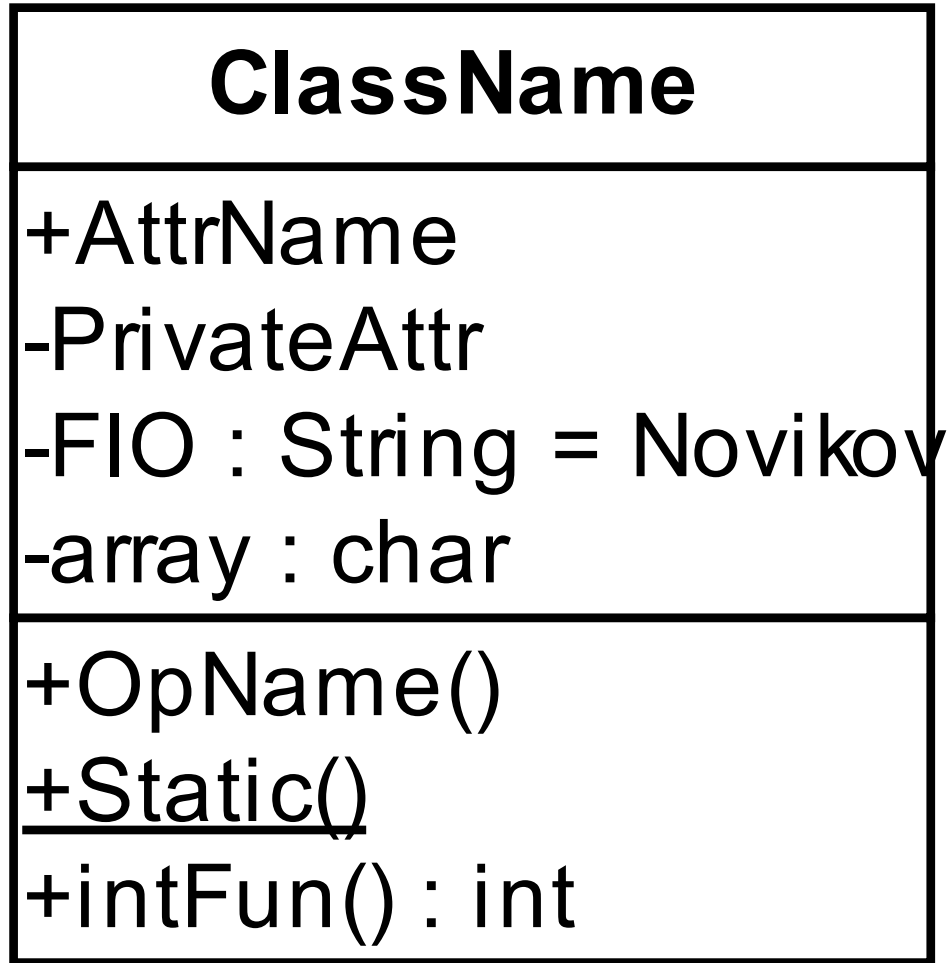 ClassName
+AttrName
-PrivateAttr
-FIO : String = Novikov
-array : char
+OpName()
+Static()
+intFun() : int